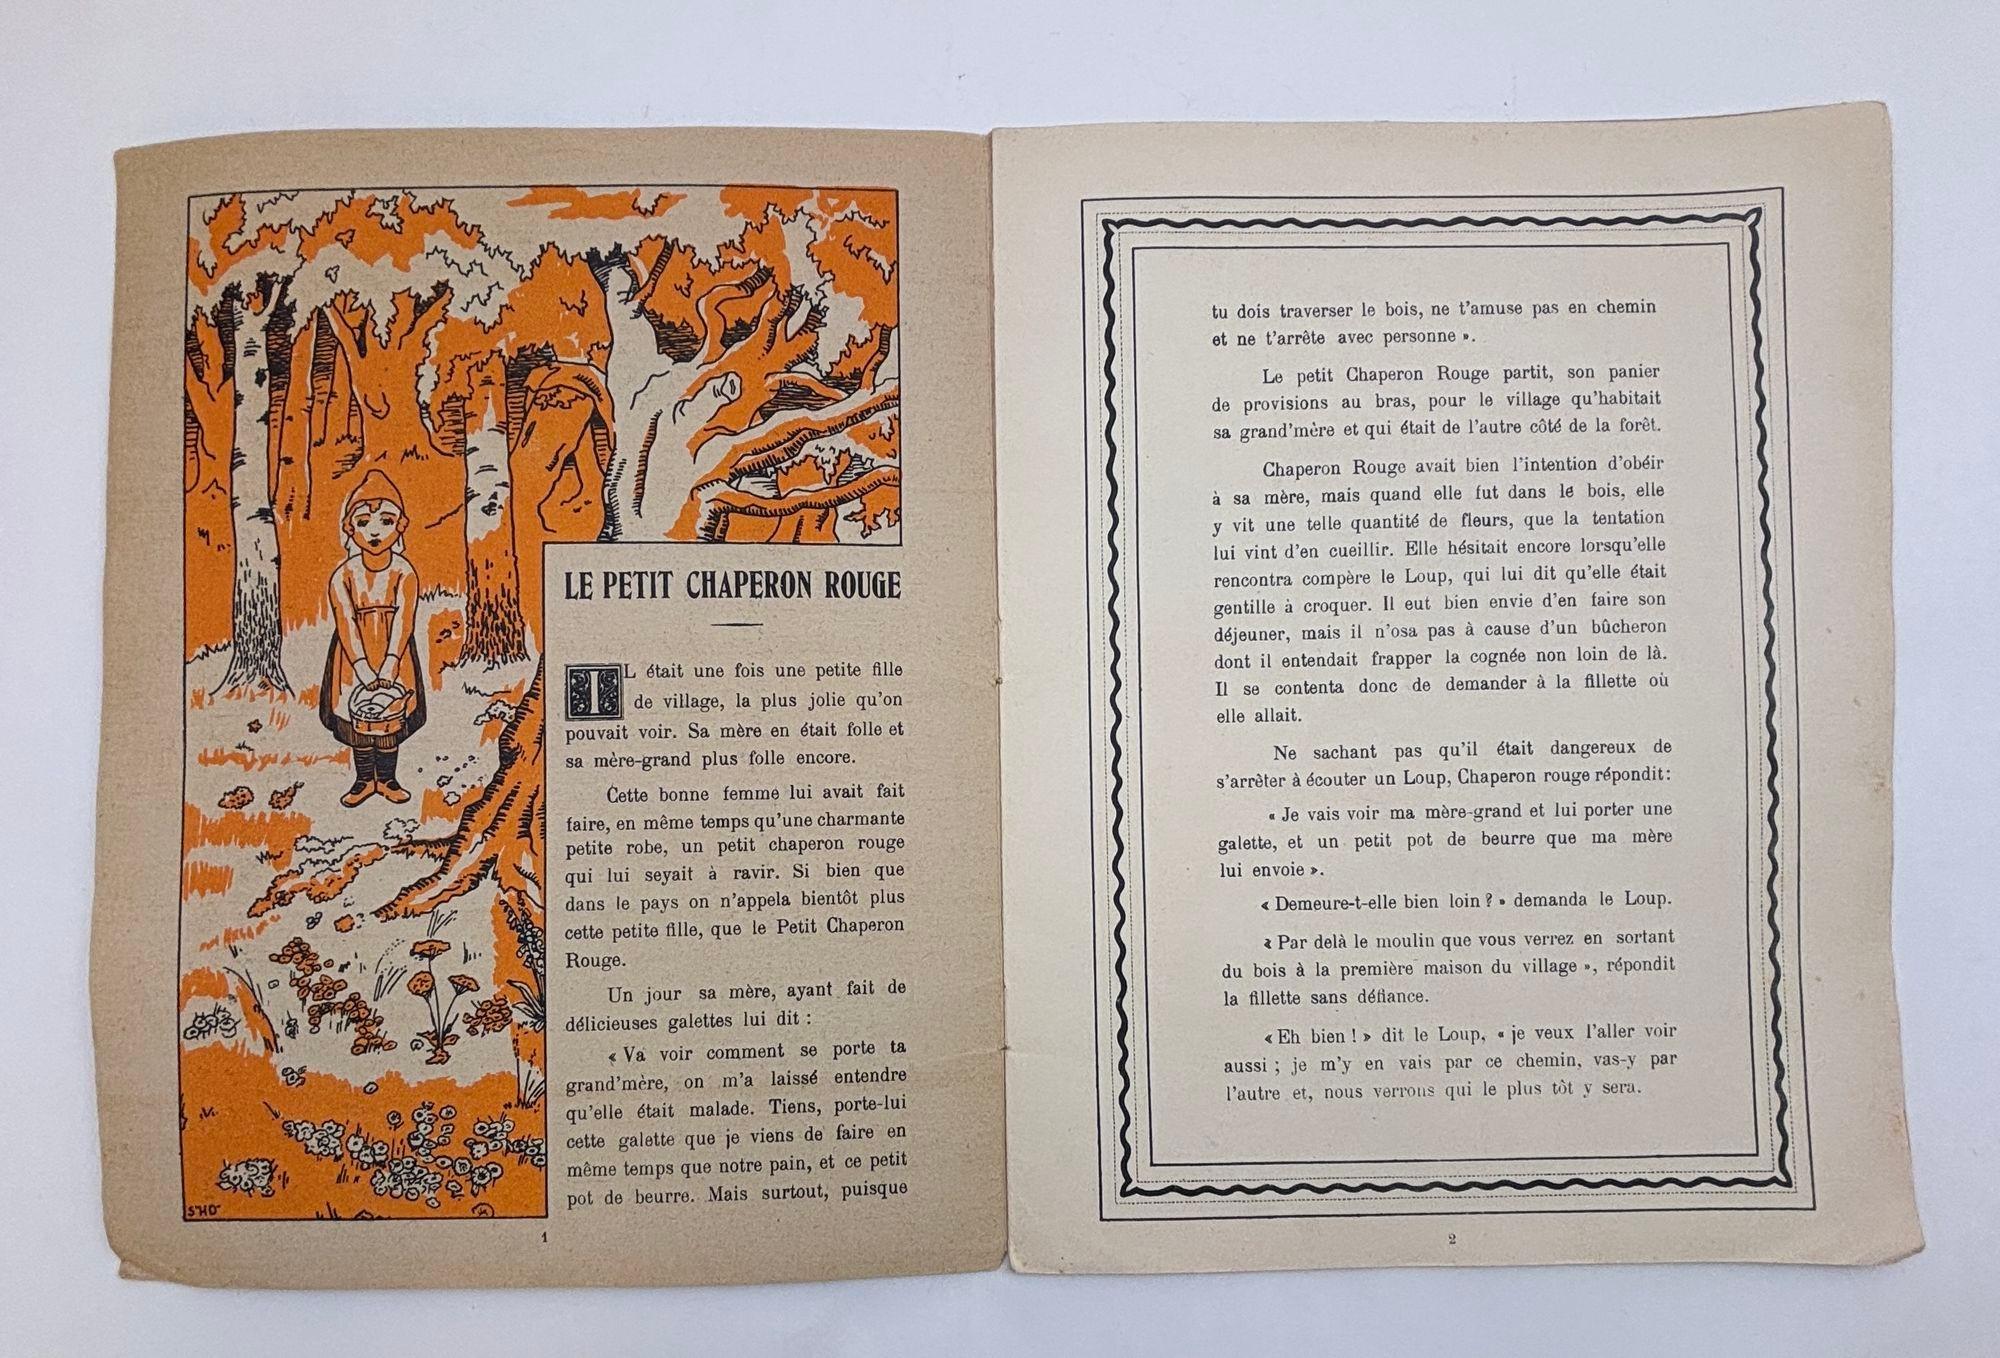 LE PETIT CHAPERON ROUGE
IL était une fois une petite fille
de village, la plus jolie qu'on
pouvait voir. Sa mère en était folle et
sa mère-grand plus folle encore.
Cette bonne femme lui avait fait
faire, en même temps qu'une charmante
petite robe, un petit chaperon rouge
qui lui seyait à ravir. Si bien que
dans le pays on n'appela bientôt plus
cette petite fille, que le Petit Chaperon
Rouge.
Un jour sa mère, ayant fait de
délicieuses galettes lui dit :
« Va voir comment se porte ta
grand'mère, on m'a laissé entendre
qu'elle était malade. Tiens, porte-lui
cette galette que je viens de faire en
même temps que notre pain, et ce petit
pot de beurre. Mais surtout, puisque
SHD
1
tu dois traverser le bois, ne t'amuse pas en chemin
et ne t'arrête avec personne ».
Le petit Chaperon Rouge partit, son panier
de provisions au bras, pour le village qu'habitait
sa grand'mère et qui était de l'autre côté de la forêt.
Chaperon Rouge avait bien l'intention d'obéir
à sa mère, mais quand elle fut dans le bois, elle
y vit une telle quantité de fleurs, que la tentation
lui vint d'en cueillir. Elle hésitait encore lorsqu'elle
rencontra compère le Loup, qui lui dit qu'elle était
gentille à croquer. Il eut bien envie d'en faire son
déjeuner, mais il n'osa pas à cause d'un bûcheron
dont il entendait frapper la cognée non loin de là.
Il se contenta donc de demander à la fillette où
elle allait.
Ne sachant pas qu'il était dangereux de
s'arrêter à écouter un Loup, Chaperon rouge répondit :
« Je vais voir ma mère-grand et lui porter une
galette, et un petit pot de beurre que ma mère
lui envoie ».
« Demeure-t-elle bien loin ? » demanda le Loup.
« Par delà le moulin que vous verrez en sortant
du bois à la première maison du village », répondit
la fillette sans défiance.
« Eh bien ! » dit le Loup, « je veux l'aller voir
aussi ; je m'y en vais par ce chemin, vas-y par
l'autre et, nous verrons qui le plus tôt y sera.
2